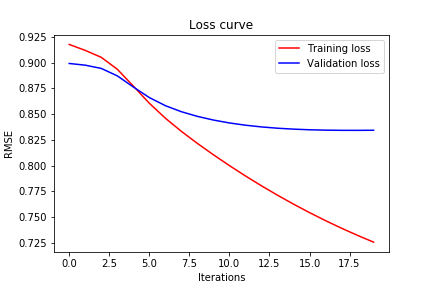 Loss curve
0.925
0.900
0.875
0.850
0.825
0.800
0.775
0.750
0.725
RMSE
Training loss
Validation loss
0.0 2.5 5.0 7.5 10.0 12.5 15.0 17.5
Iterations